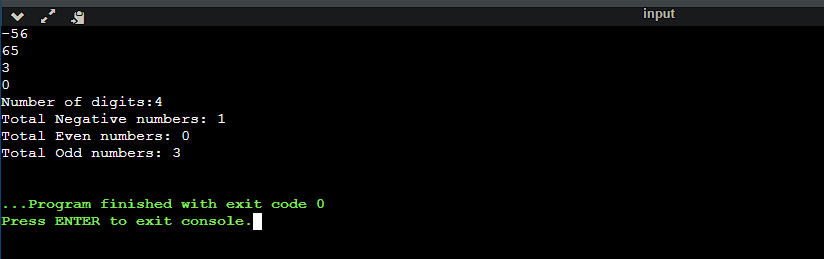 input
-56
65
3
0
Number of digits:4
Total Negative numbers: 1
Total Even numbers: 0
Total Odd numbers: 3
...Program finished with exit code 0
Press ENTER to exit console.